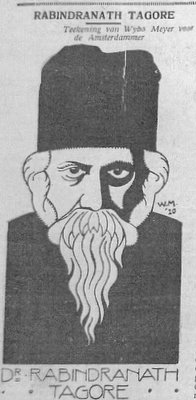 RABINDRANATH TAGORE
Teekening van Wybo Meyer voor
de Amsterdammer
W.M.
'20
DR. RABINDRANATH
· · TAGORE · ·